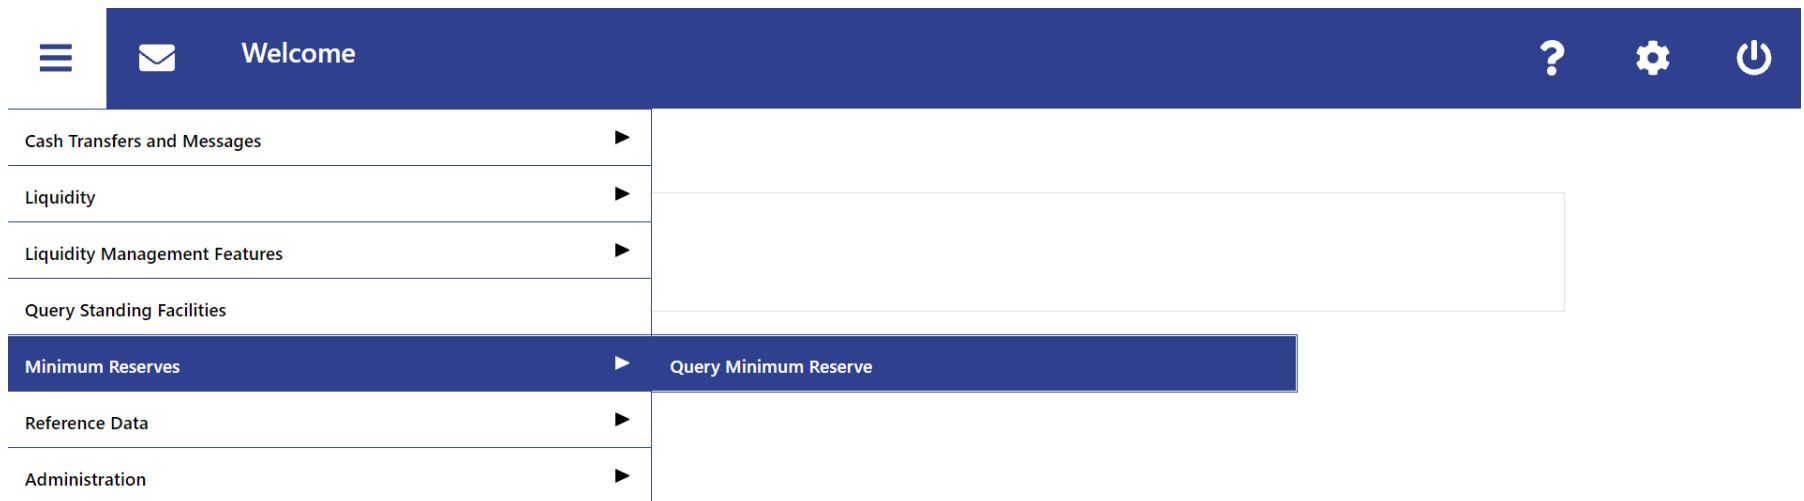 Welcome
Cash Transfers and Messages
Liquidity
Liquidity Management Features
Query Standing Facilities
Minimum Reserves
Query Minimum Reserve
Reference Data
Administration